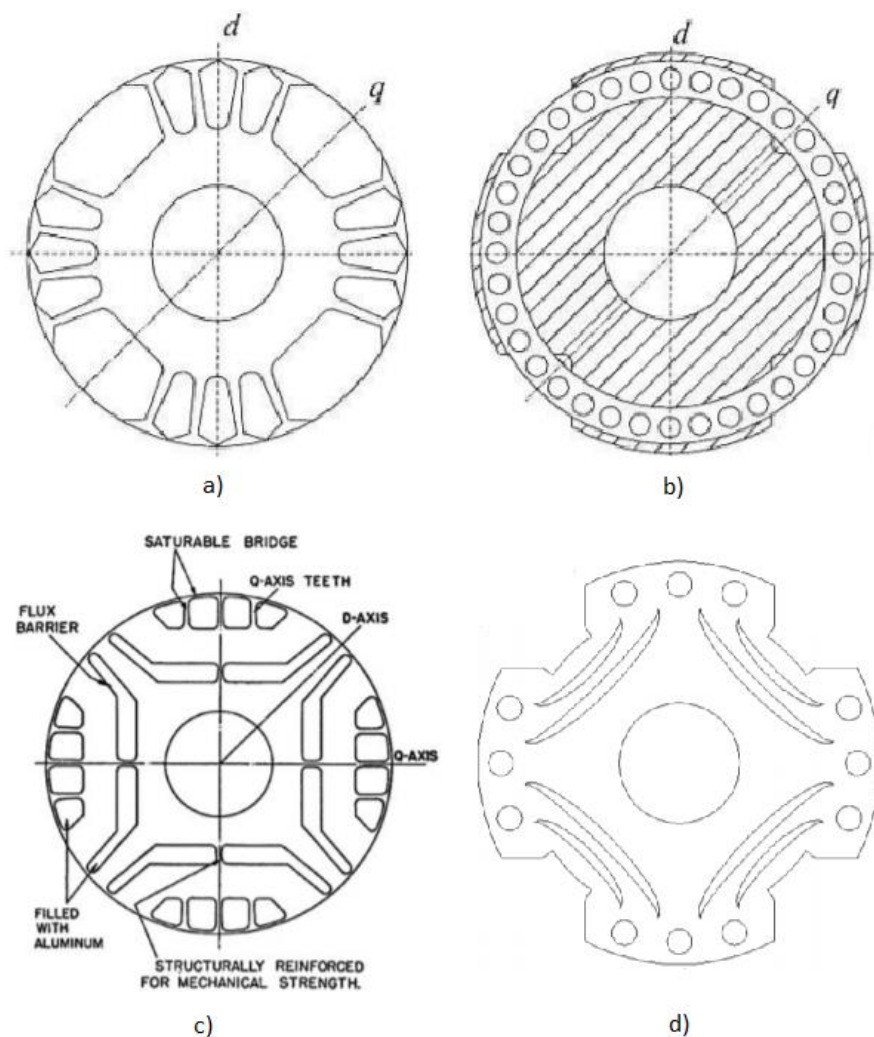 d
q
a)
d
q
b)
SATURABLE BRIDGE
Q-AXIS TEETH
FLUX
BARRIER
D-AXIS
Q-AXIS
FILLED
WITH
ALUMINUM
STRUCTURALLY REINFORCED
FOR MECHANICAL STRENGTH.
c)
d)